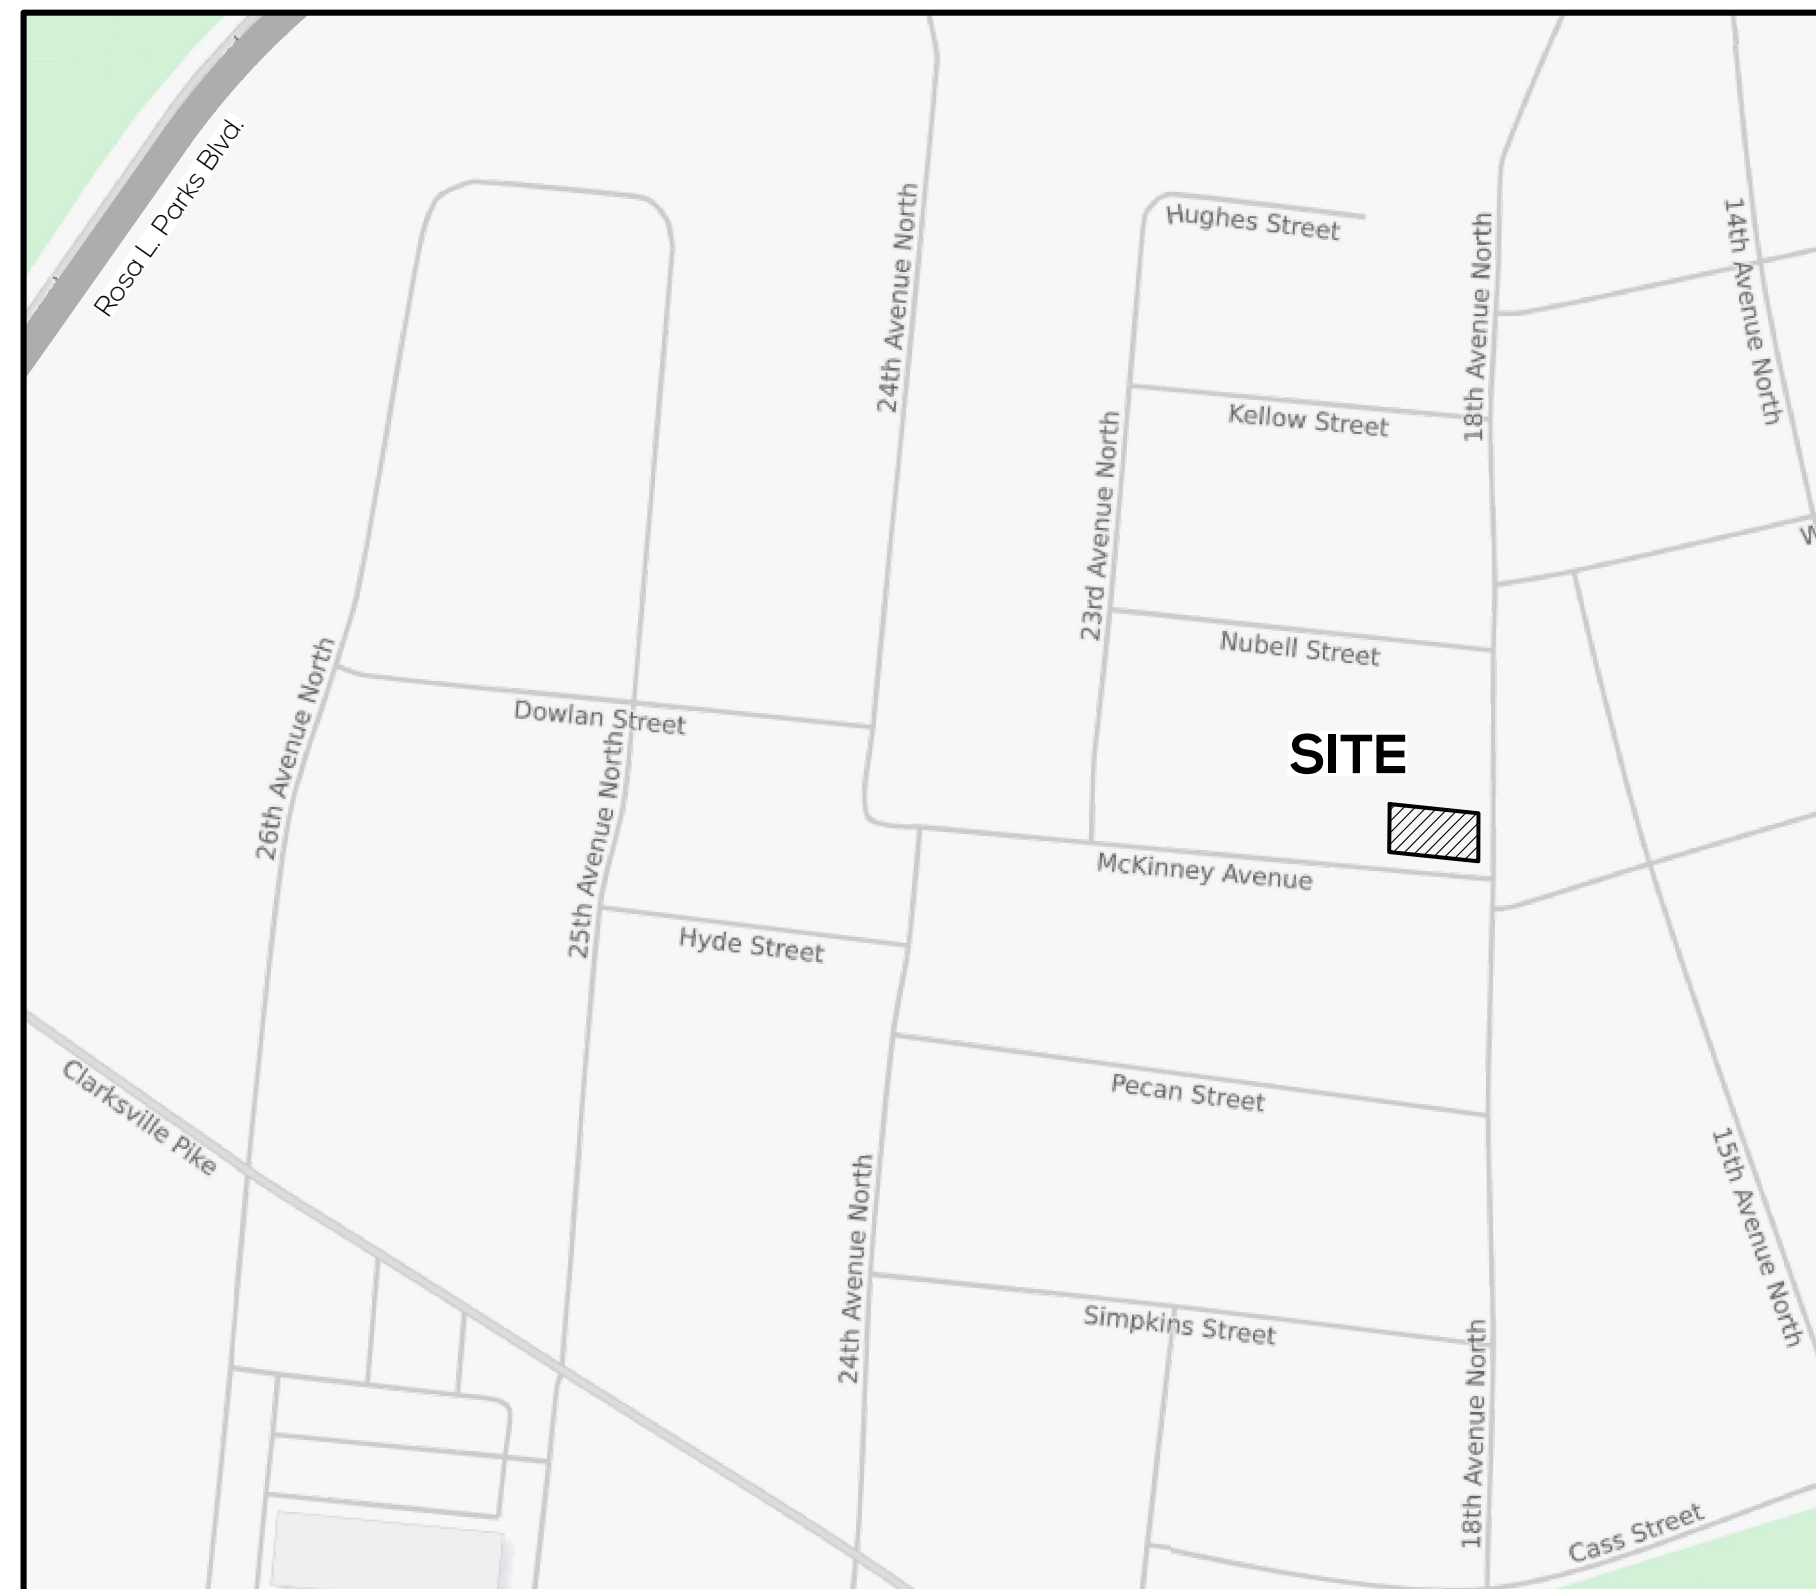 Rosa L. Parks Blvd.
24th Avenue North
Hughes Street
18th Avenue North
14th Avenue North
Kellow Street
23rd Avenue North
Nubell Street
26th Avenue North
Dowlan Street
25th Avenue North
SITE
McKinney Avenue
Hyde Street
Clarksville Pike
Pecan Street
15th Avenue North
24th Avenue North
Simpkins Street
18th Avenue North
Cass Street